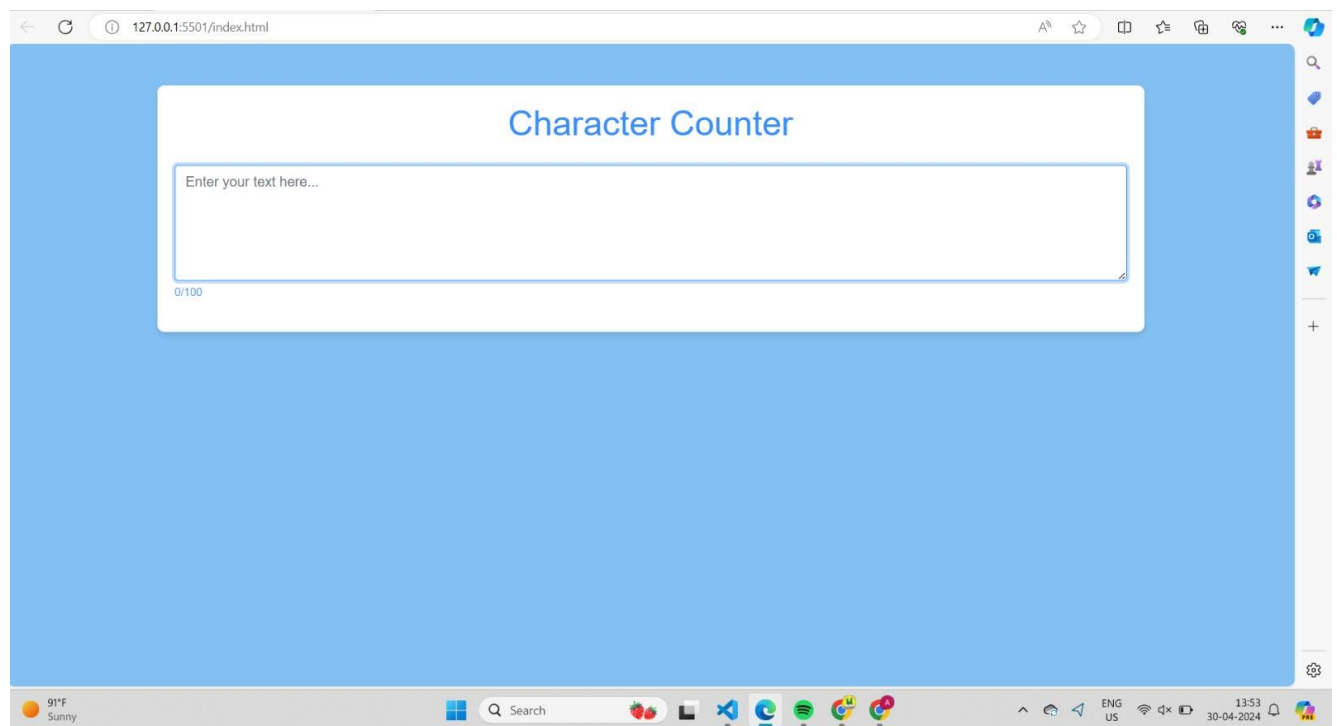 127.0.0.1:5501/index.html
Character Counter
Enter your text here...
0/100
91°F
Sunny
Search
ENG
US
13:53
30-04-2024
PRE